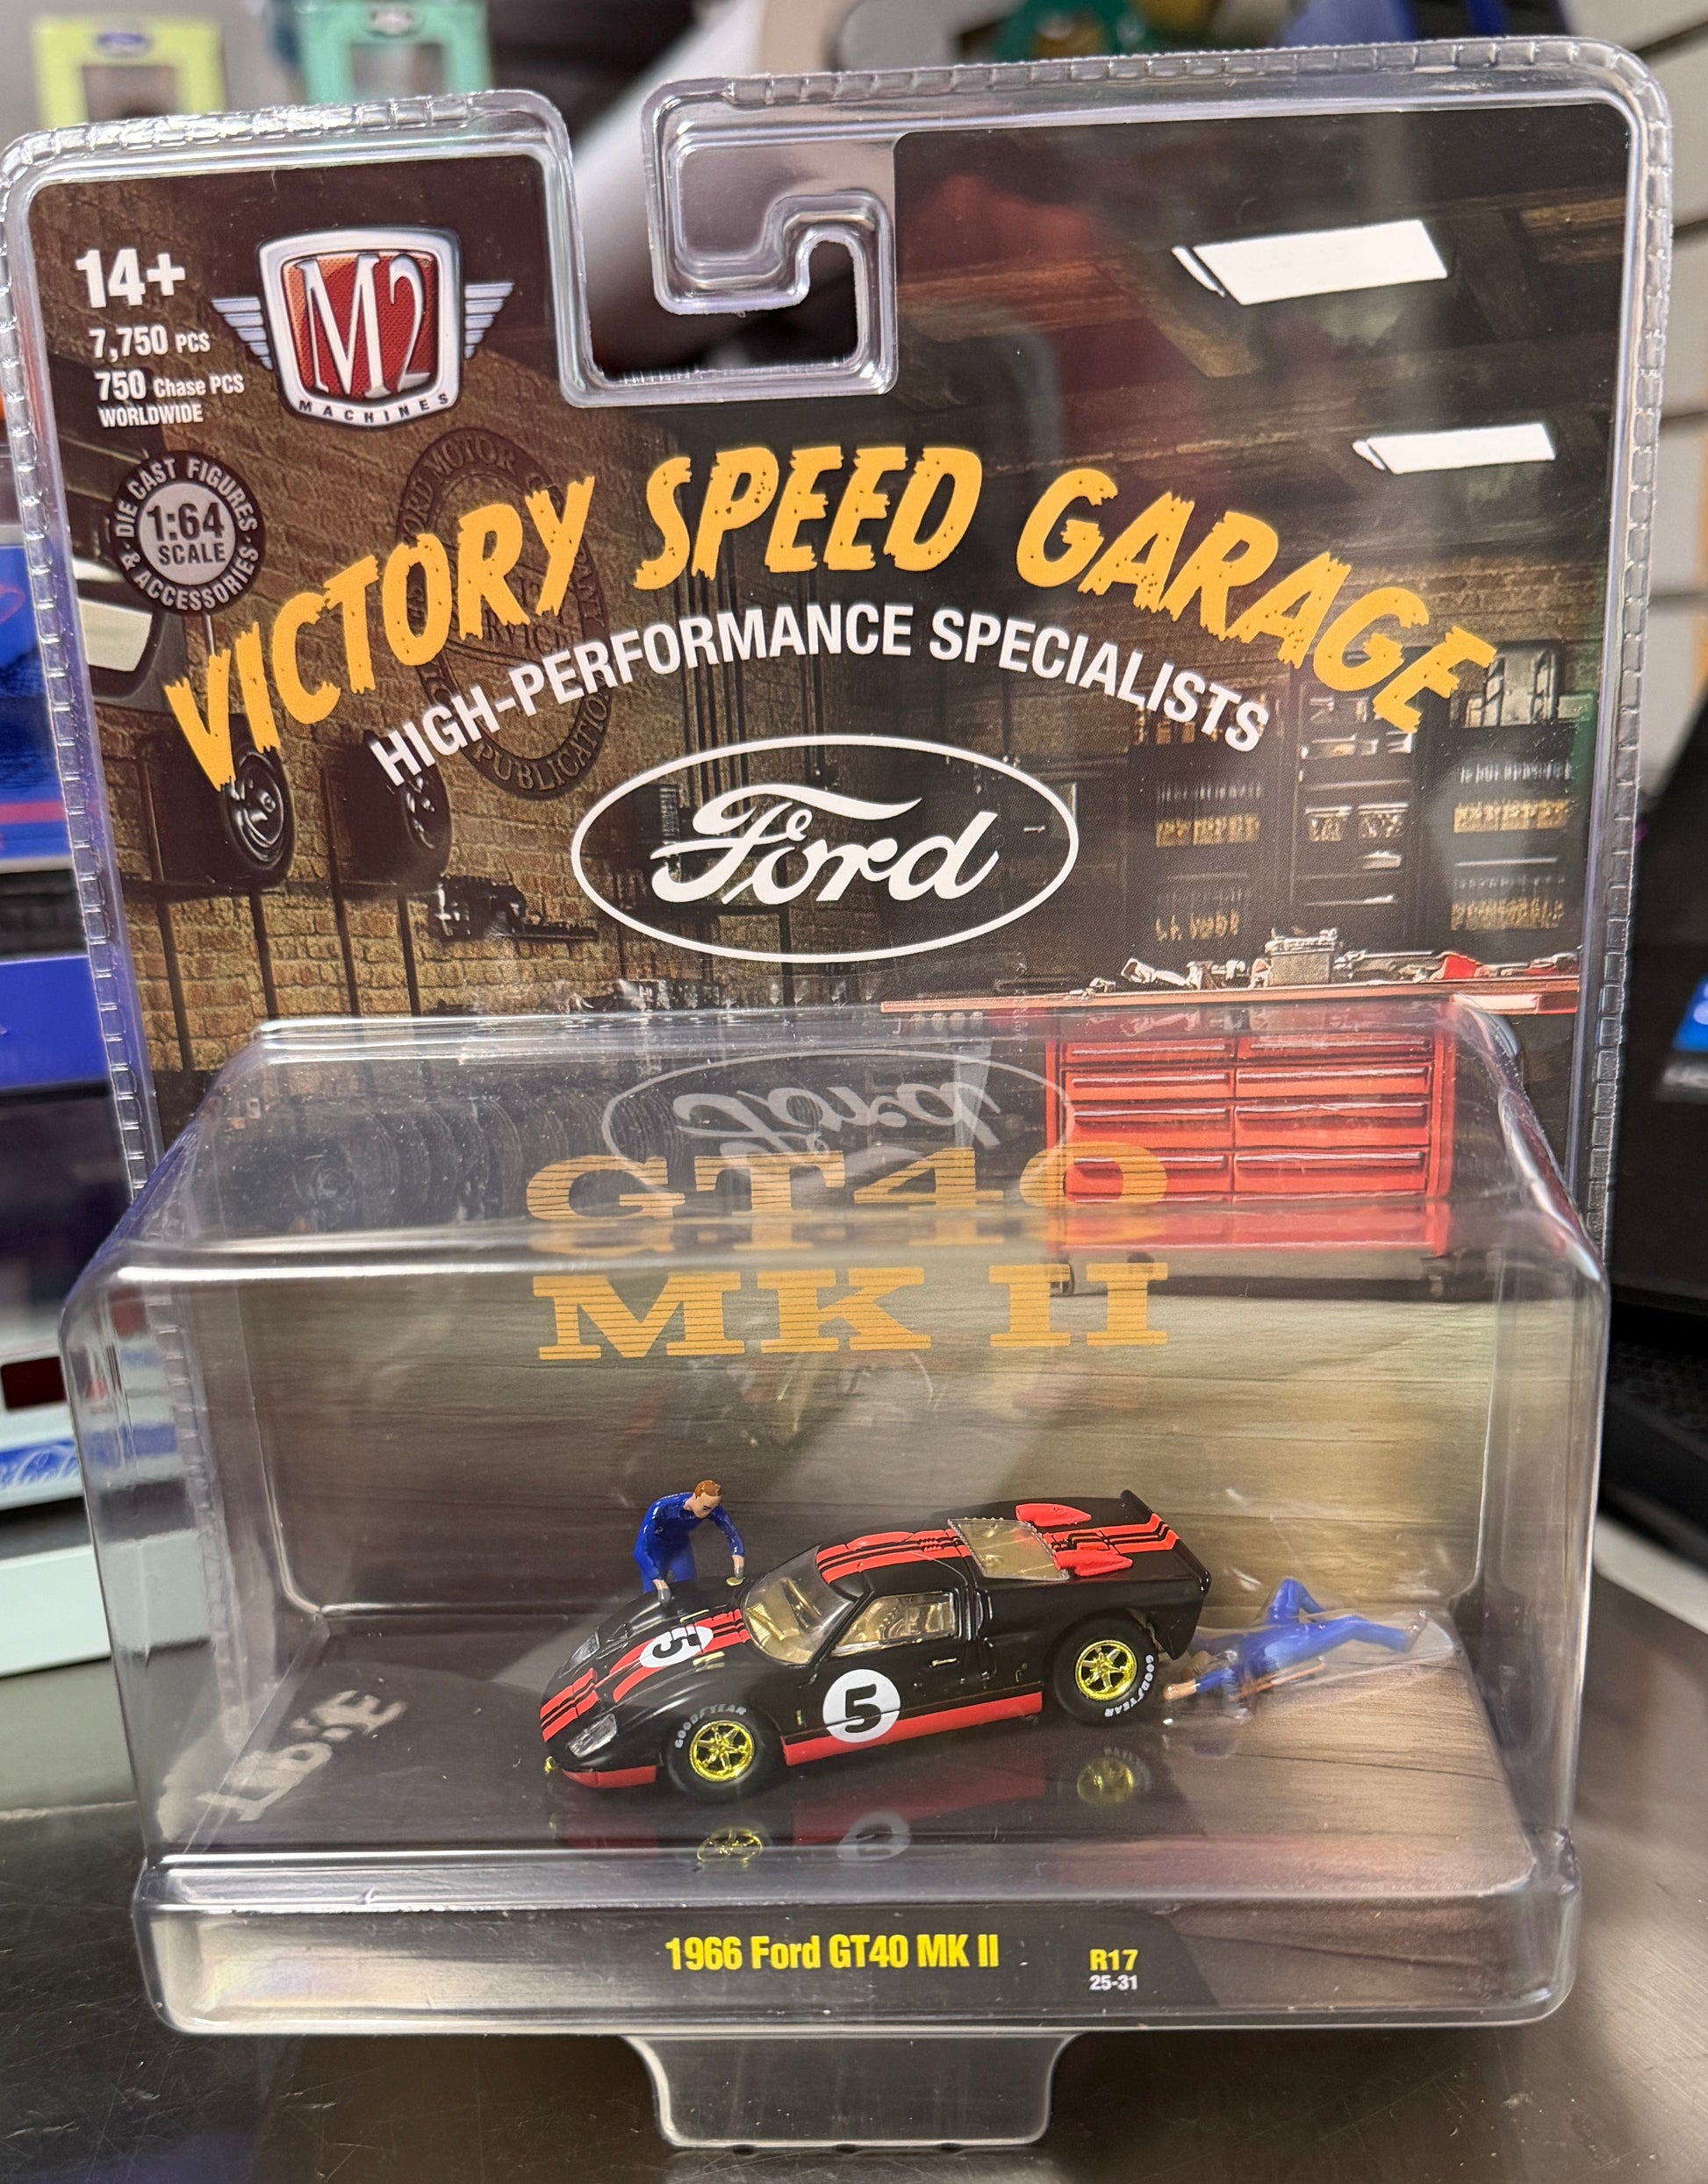 14+
7,750 PCS
750 Chase PCS
WORLDWIDE
M2
MACHINES
DIE CAST FIGURES
& ACCESSORIES
1:64
SCALE
VICTORY SPEED GARAGE
HIGH-PERFORMANCE SPECIALISTS
Ford
GT40
MK II
5
5
GOODYEAR
GOODYEAR
1966 Ford GT40 MK II
R17
25-31